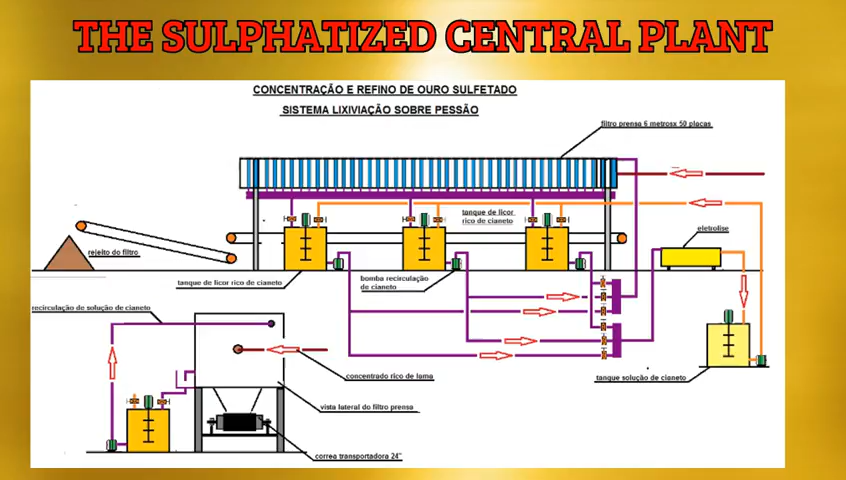 THE SULPHATIZED CENTRAL PLANT
CONCENTRAÇÃO E REFINO DE OURO SULFETADO
SISTEMA LIXIVIAÇÃO SOBRE PESSÃO
filtro prensa 6 metrosx 50 placas
tanque de licor
rico de cianeto
eletrolise
rejeito do filtro
tanque de licor rico de cianeto
bomba recirculação
de cianeto
recirculação de solução de cianeto
concentrado rico de lama
tanque solução de cianeto
vista lateral do filtro prensa
correa transportadora 24"